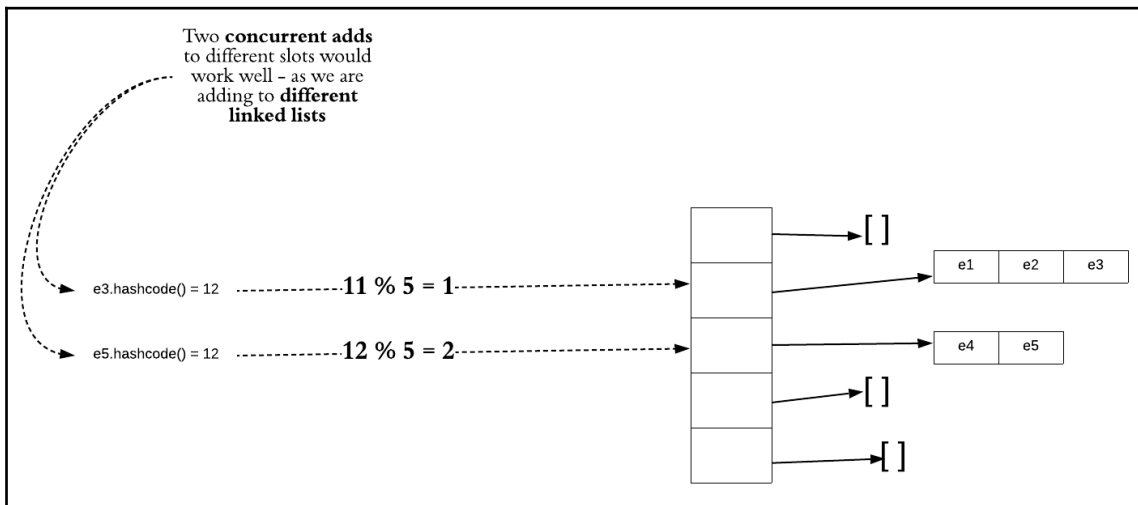 Two concurrent adds
to different slots would
work well - as we are
adding to different
linked lists
[ ]
e1 e2 e3
e3.hashcode() = 12 11 % 5 = 1
e5.hashcode() = 12 12 % 5 = 2
e4 e5
[ ]
[ ]